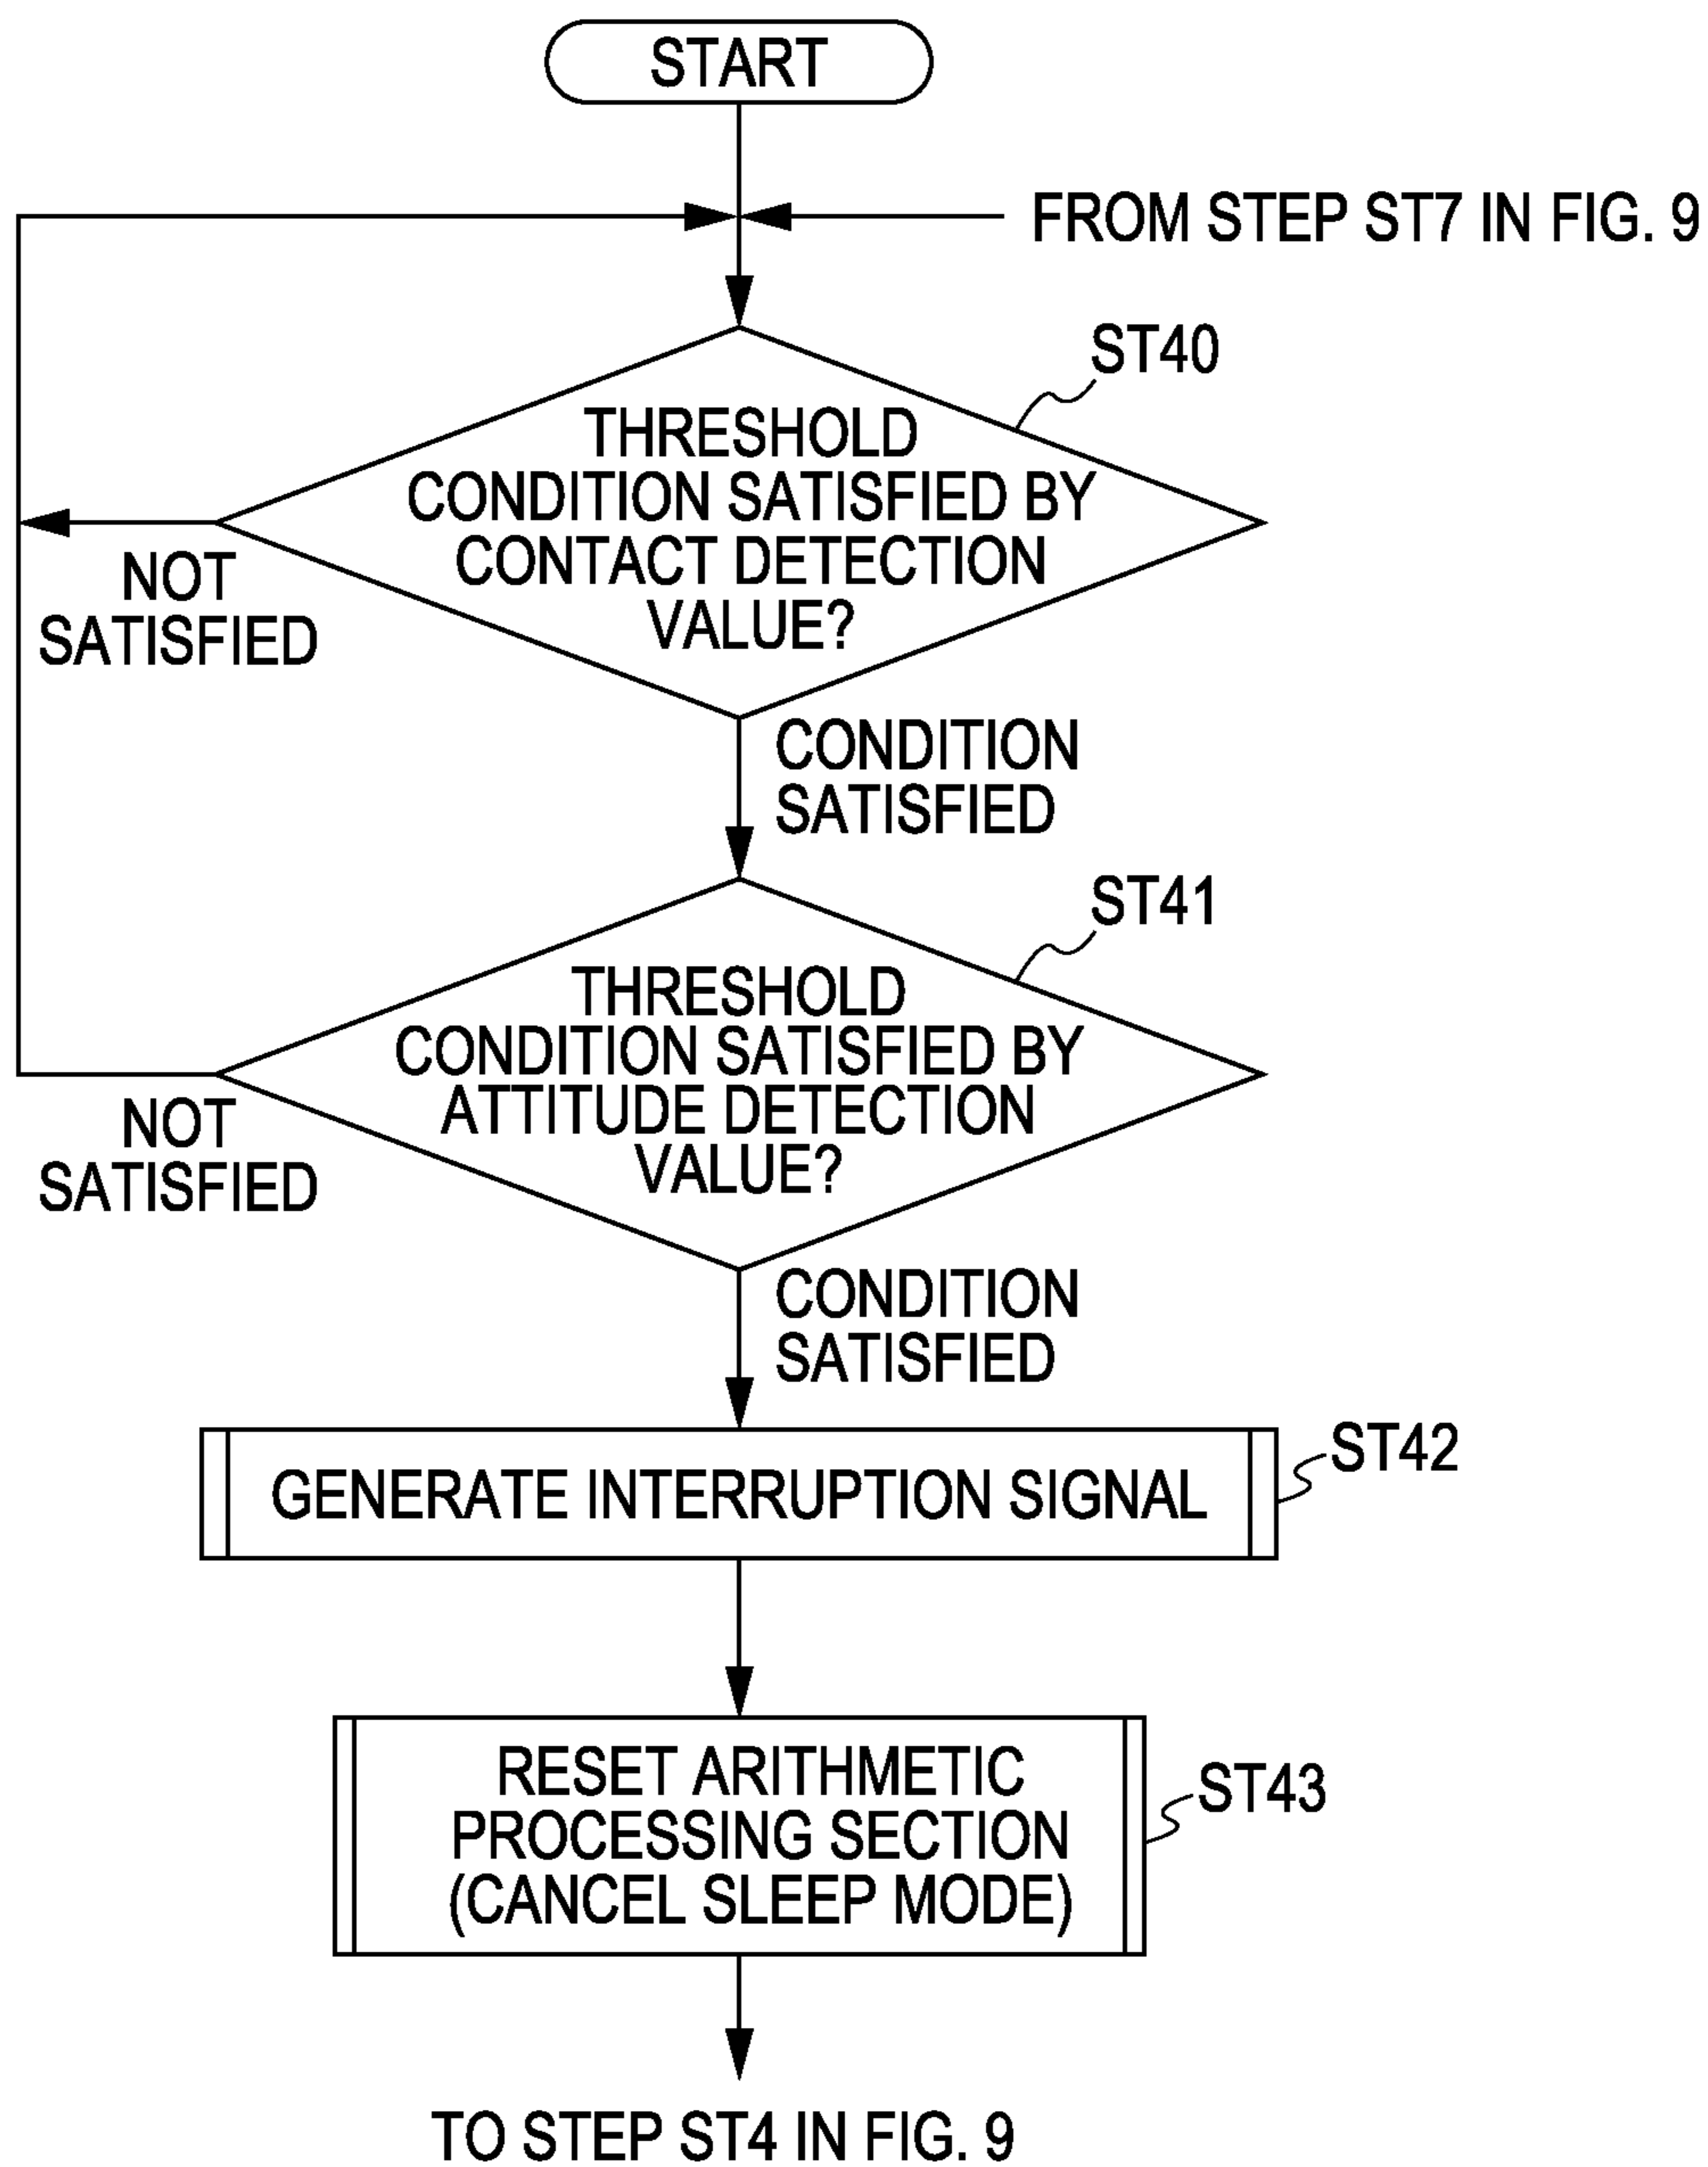 START
FROM STEP ST7 IN FIG. 9
ST40
THRESHOLD
CONDITION SATISFIED BY
CONTACT DETECTION
VALUE?
NOT
SATISFIED
CONDITION
SATISFIED
ST41
THRESHOLD
CONDITION SATISFIED BY
ATTITUDE DETECTION
VALUE?
NOT
SATISFIED
CONDITION
SATISFIED
ST42
GENERATE INTERRUPTION SIGNAL
ST43
RESET ARITHMETIC
PROCESSING SECTION
(CANCEL SLEEP MODE)
TO STEP ST4 IN FIG. 9